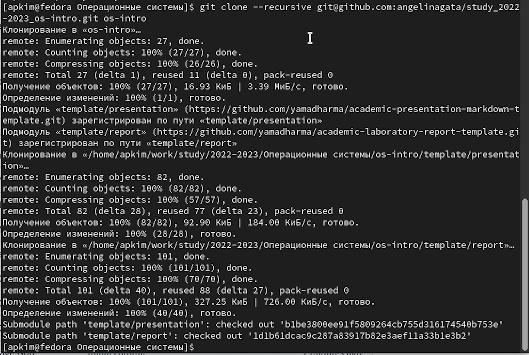 [apkim@fedora Операционные системы]$ git clone --recursive git@github.com:angelinagata/study_2022
-2023_os-intro.git os-intro
Клонирование в «os-intro»…
remote: Enumerating objects: 27, done.
remote: Counting objects: 100% (27/27), done.
remote: Compressing objects: 100% (26/26), done.
remote: Total 27 (delta 1), reused 11 (delta 0), pack-reused 0
Получение объектов: 100% (27/27), 16.93 КиБ | 3.39 МиБ/с, готово.
Определение изменений: 100% (1/1), готово.
Подмодуль «template/presentation» (https://github.com/yamadharma/academic-presentation-markdown-t
emplate.git) зарегистрирован по пути «template/presentation»
Подмодуль «template/report» (https://github.com/yamadharma/academic-laboratory-report-template.gi
t) зарегистрирован по пути «template/report»
Клонирование в «/home/apkim/work/study/2022-2023/Операционные системы/os-intro/template/presentat
ion»…
remote: Enumerating objects: 82, done.
remote: Counting objects: 100% (82/82), done.
remote: Compressing objects: 100% (57/57), done.
remote: Total 82 (delta 28), reused 77 (delta 23), pack-reused 0
Получение объектов: 100% (82/82), 92.90 КиБ | 184.00 КиБ/с, готово.
Определение изменений: 100% (28/28), готово.
Клонирование в «/home/apkim/work/study/2022-2023/Операционные системы/os-intro/template/report»…
remote: Enumerating objects: 101, done.
remote: Counting objects: 100% (101/101), done.
remote: Compressing objects: 100% (70/70), done.
remote: Total 101 (delta 40), reused 88 (delta 27), pack-reused 0
Получение объектов: 100% (101/101), 327.25 КиБ | 726.00 КиБ/с, готово.
Определение изменений: 100% (40/40), готово.
Submodule path 'template/presentation': checked out 'b1be3800ee91f5809264cb755d316174540b753e'
Submodule path 'template/report': checked out '1d1b61dcac9c287a83917b82e3aef11a33b1e3b2'
[apkim@fedora Операционные системы]$